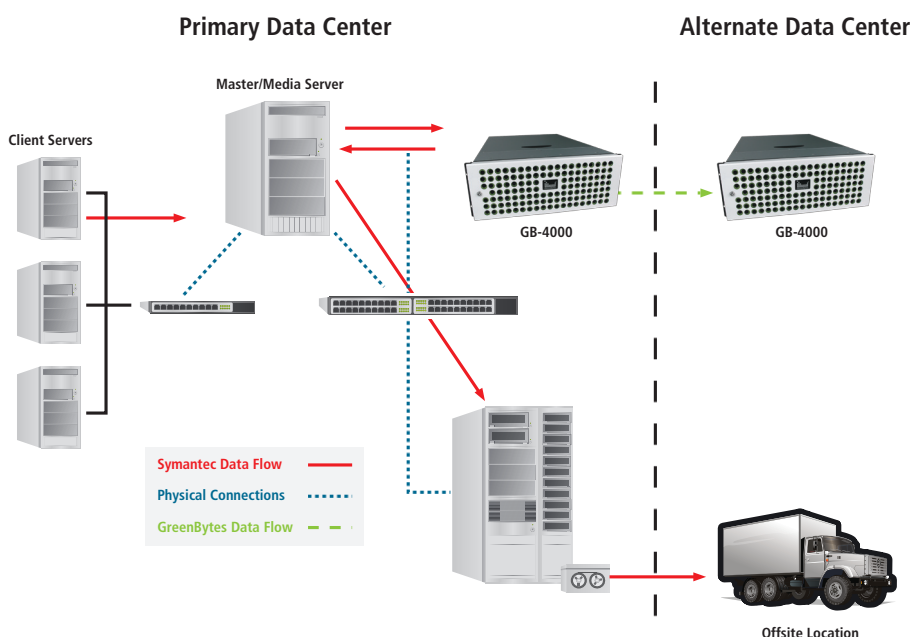 Primary Data Center
Alternate Data Center
Master/Media Server
Client Servers
GB-4000
GB-4000
Symantec Data Flow
Physical Connections
GreenBytes Data Flow
Offsite Location